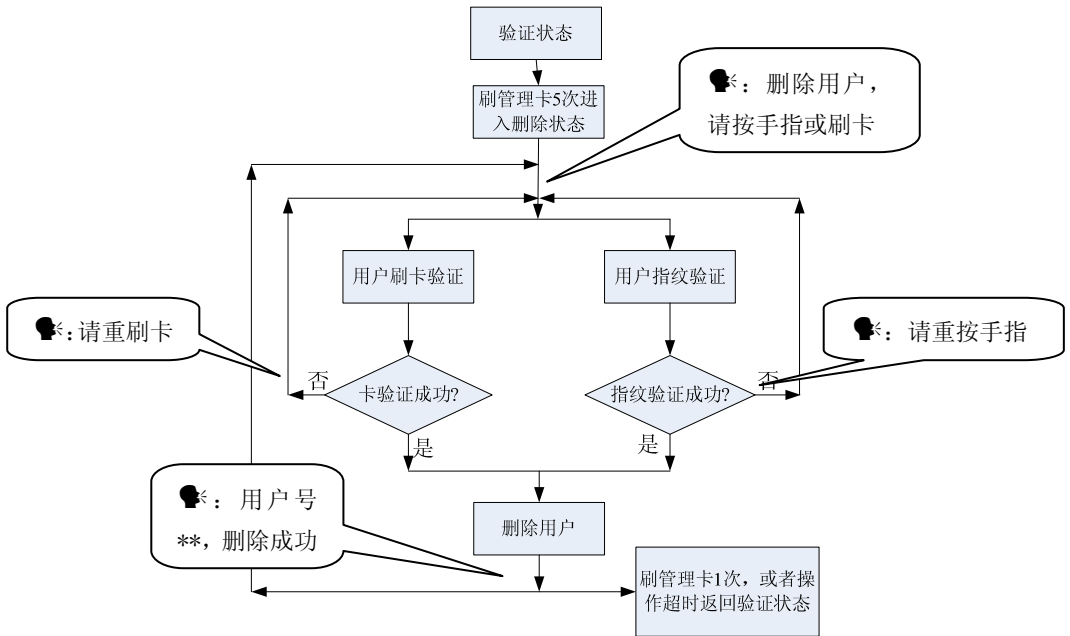 验证状态
刷管理卡5次进
入删除状态
：删除用户，
请按手指或刷卡
用户刷卡验证
用户指纹验证
：请重刷卡
：请重按手指
否
卡验证成功?
指纹验证成功?
否
是
是
：用户号
**，删除成功
删除用户
刷管理卡1次，或者操
作超时返回验证状态